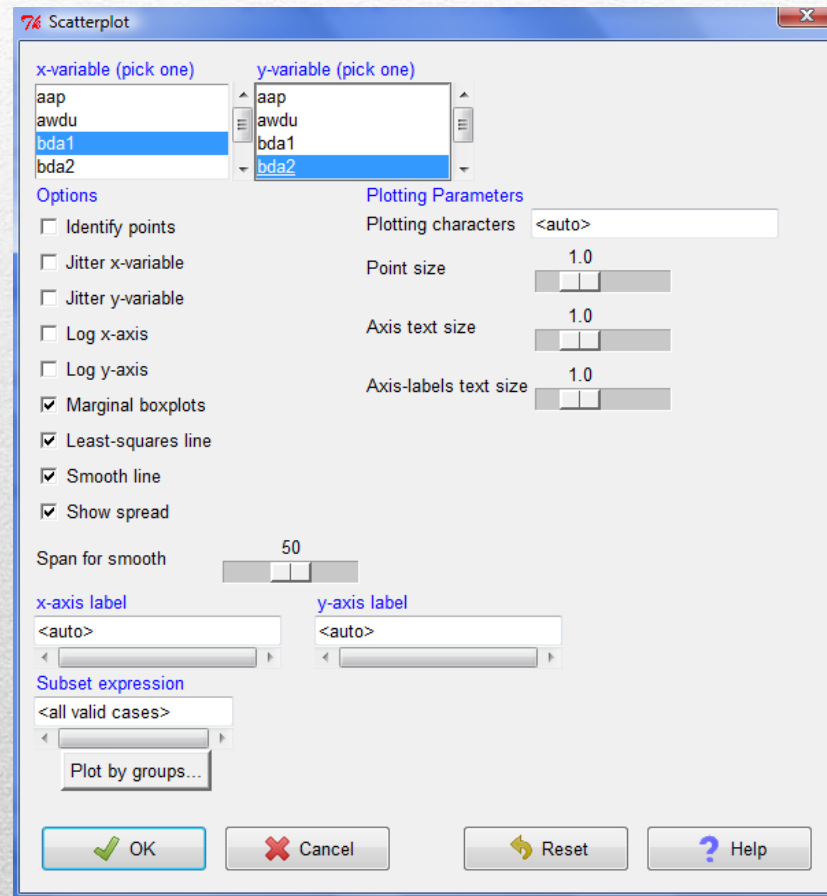 Scatterplot
x-variable (pick one) y-variable (pick one)
aap aap
awdu awdu
bda1 bda1
bda2 bda2
Options Plotting Parameters
Identify points Plotting characters <auto>
Jitter x-variable Point size 1.0
Jitter y-variable
Log x-axis Axis text size 1.0
Log y-axis Axis-labels text size 1.0
Marginal boxplots
Least-squares line
Smooth line
Show spread
Span for smooth 50
x-axis label y-axis label
<auto> <auto>
Subset expression
<all valid cases>
Plot by groups...
OK Cancel Reset Help